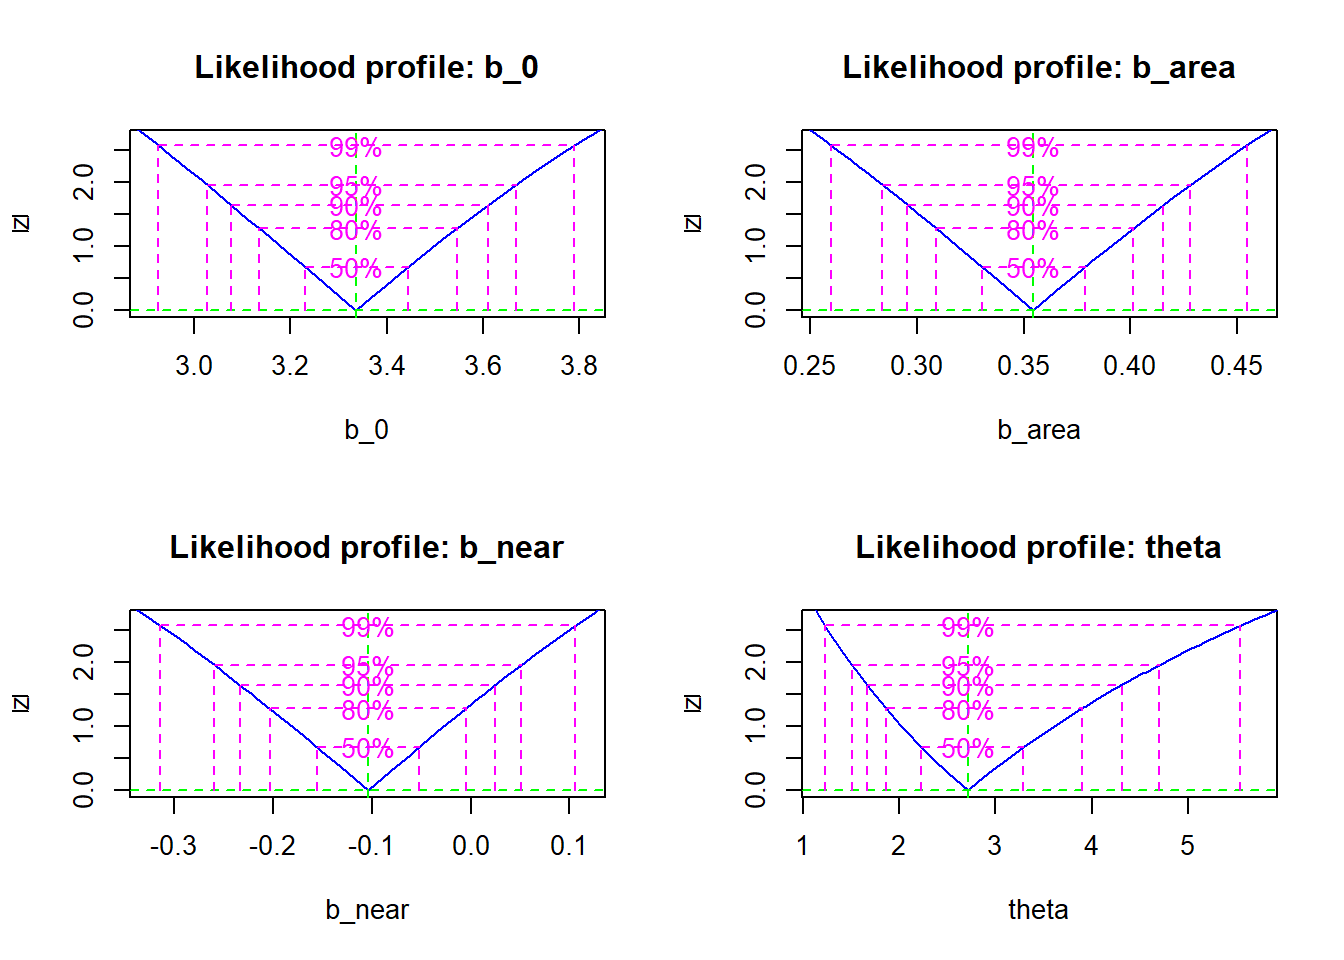 Likelihood profile: b_0
99%
95%
90%
80%
50%
|z|
0.0
1.0
2.0
3.0 3.2 3.4 3.6 3.8
b_0
Likelihood profile: b_area
99%
95%
90%
80%
50%
|z|
0.0
1.0
2.0
0.25 0.30 0.35 0.40 0.45
b_area
Likelihood profile: b_near
99%
95%
90%
80%
50%
|z|
0.0
1.0
2.0
-0.3 -0.2 -0.1 0.0 0.1
b_near
Likelihood profile: theta
99%
95%
90%
80%
50%
|z|
0.0
1.0
2.0
1 2 3 4 5
theta